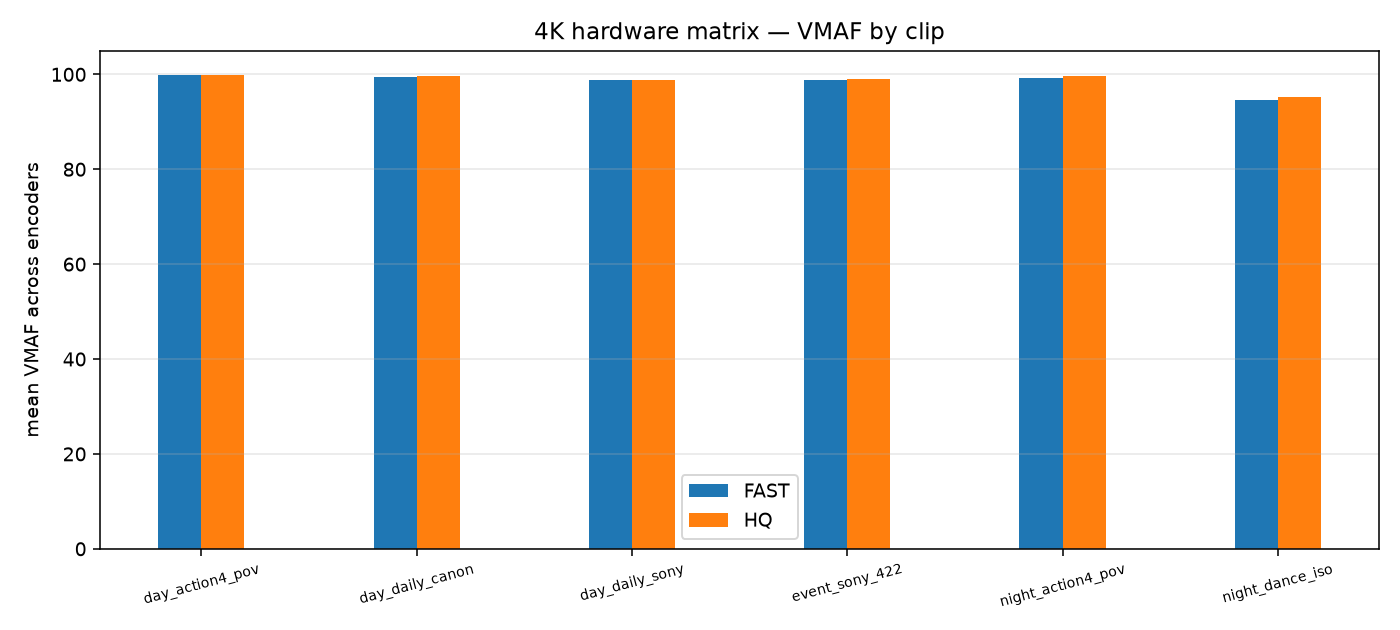 4K hardware matrix — VMAF by clip
mean VMAF across encoders
100
80
60
40
20
0
FAST
HQ
day_action4_pov
day_daily_canon
day_daily_sony
event_sony_422
night_action4_pov
night_dance_iso